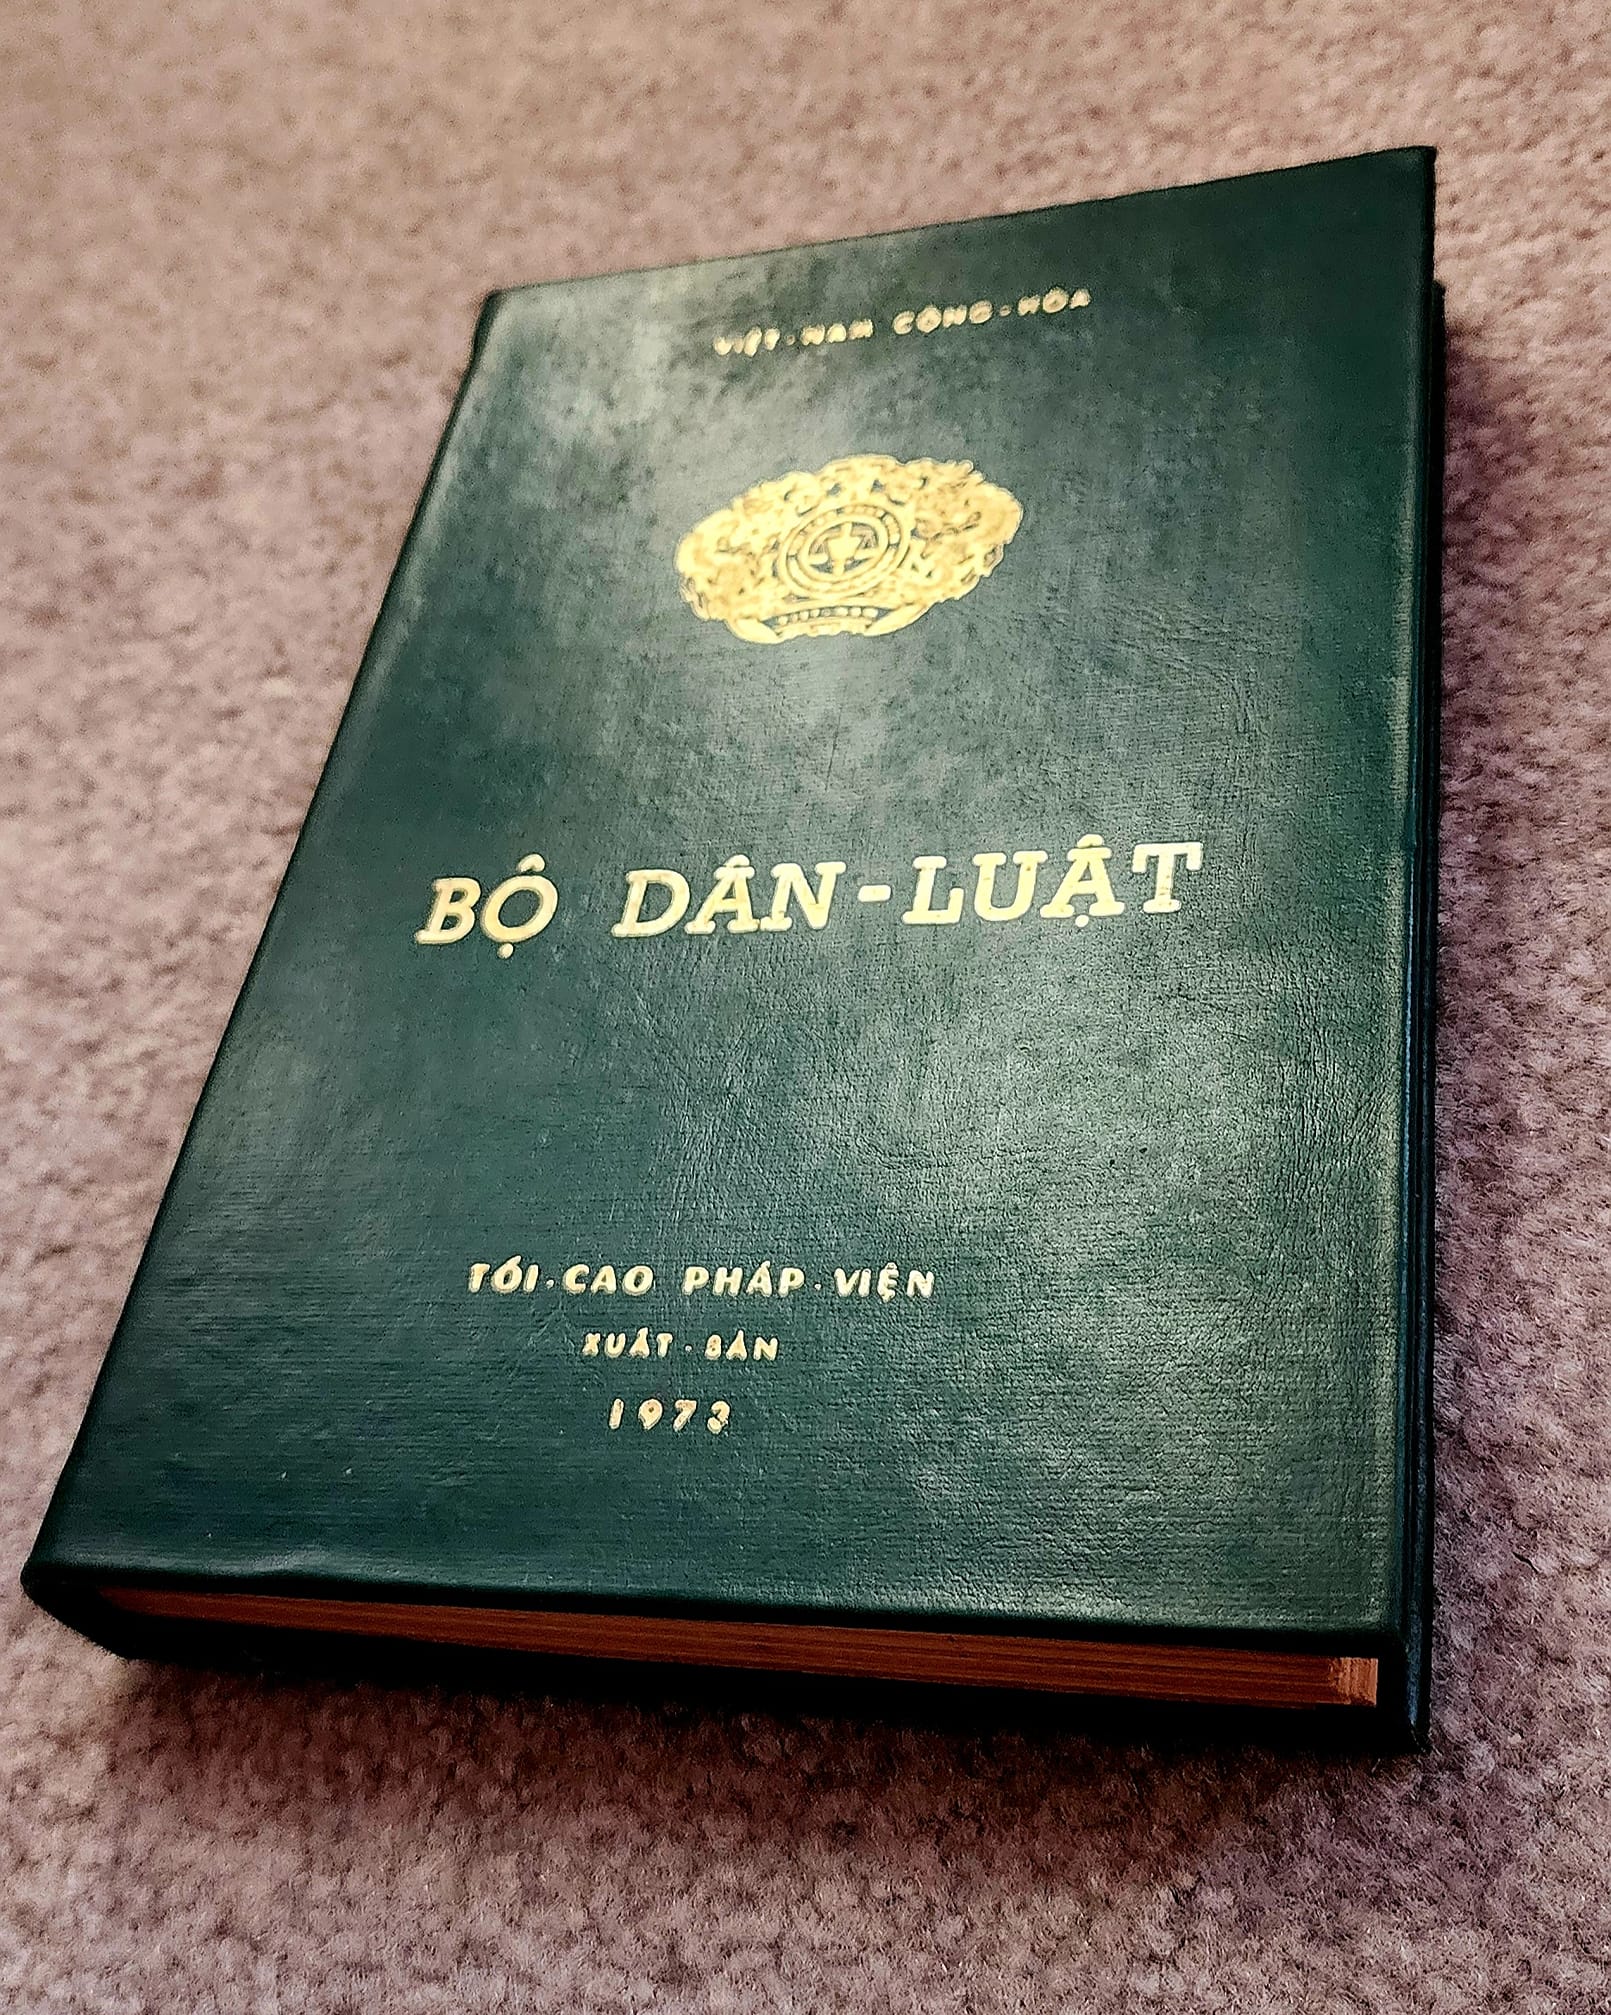 VIỆT-NAM CỘNG-HÒA
BỘ DÂN-LUẬT
TỐI-CAO PHÁP-VIỆN
XUẤT-BẢN
1973